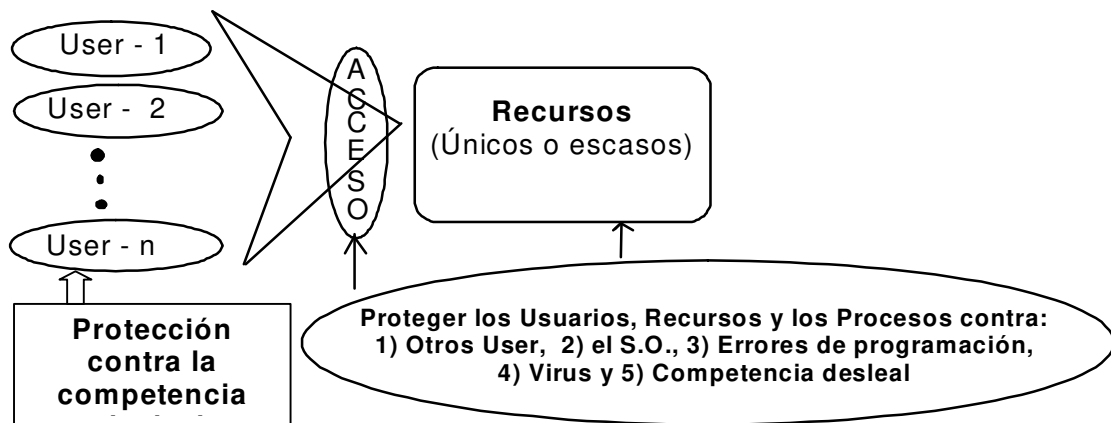 User - 1
User - 2
User - n
ACCESO
Recursos
(Únicos o escasos)
Protección
contra la
competencia
Proteger los Usuarios, Recursos y los Procesos contra:
1) Otros User, 2) el S.O., 3) Errores de programación,
4) Virus y 5) Competencia desleal